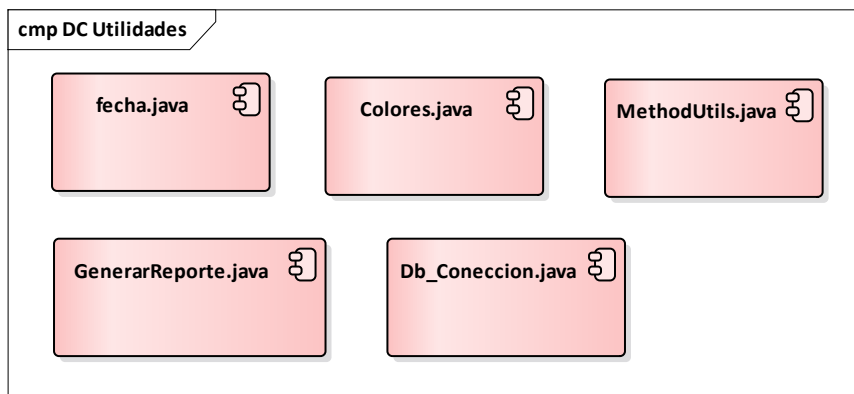 cmp DC Utilidades
fecha.java
Colores.java
MethodUtils.java
GenerarReporte.java
Db_Coneccion.java